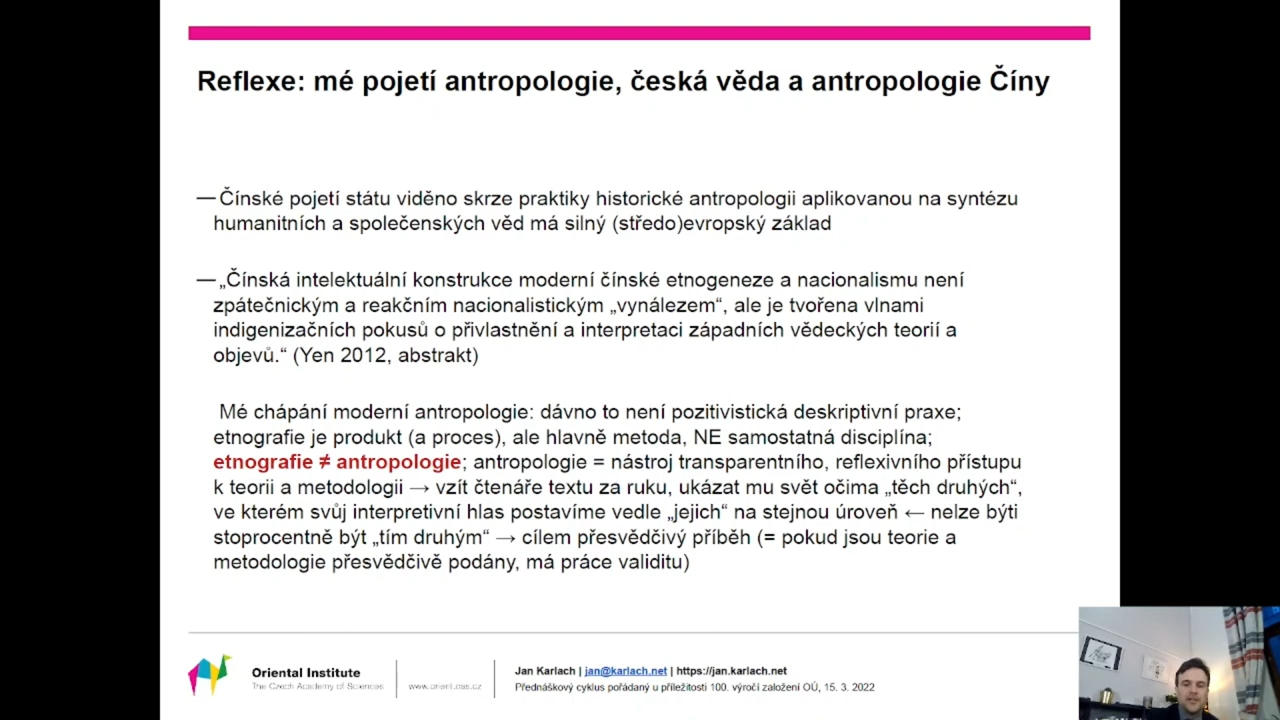 Reflexe: mé pojetí antropologie, česká věda a antropologie Číny
— Čínské pojetí státu viděno skrze praktiky historické antropologii aplikovanou na syntézu
humanitních a společenských věd má silný (středo)evropský základ
— „Čínská intelektuální konstrukce moderní čínské etnogeneze a nacionalismu není
zpátečnickým a reakčním nacionalistickým „vynálezem“, ale je tvořena vlnami
indigenizačních pokusů o přivlastnění a interpretaci západních vědeckých teorií a
objevů.“ (Yen 2012, abstrakt)
Mé chápání moderní antropologie: dávno to není pozitivistická deskriptivní praxe;
etnografie je produkt (a proces), ale hlavně metoda, NE samostatná disciplína;
etnografie ≠ antropologie; antropologie = nástroj transparentního, reflexivního přístupu
k teorii a metodologii → vzít čtenáře textu za ruku, ukázat mu svět očima „těch druhých“,
ve kterém svůj interpretivní hlas postavíme vedle „jejich“ na stejnou úroveň ← nelze býti
stoprocentně být „tím druhým“ → cílem přesvědčivý příběh (= pokud jsou teorie a
metodologie přesvědčivě podány, má práce validitu)
Oriental Institute
The Czech Academy of Sciences
www.orient.cas.cz
Jan Karlach | jan@karlach.net | https://jan.karlach.net
Přednáškový cyklus pořádaný u příležitosti 100. výročí založení OÚ, 15. 3. 2022